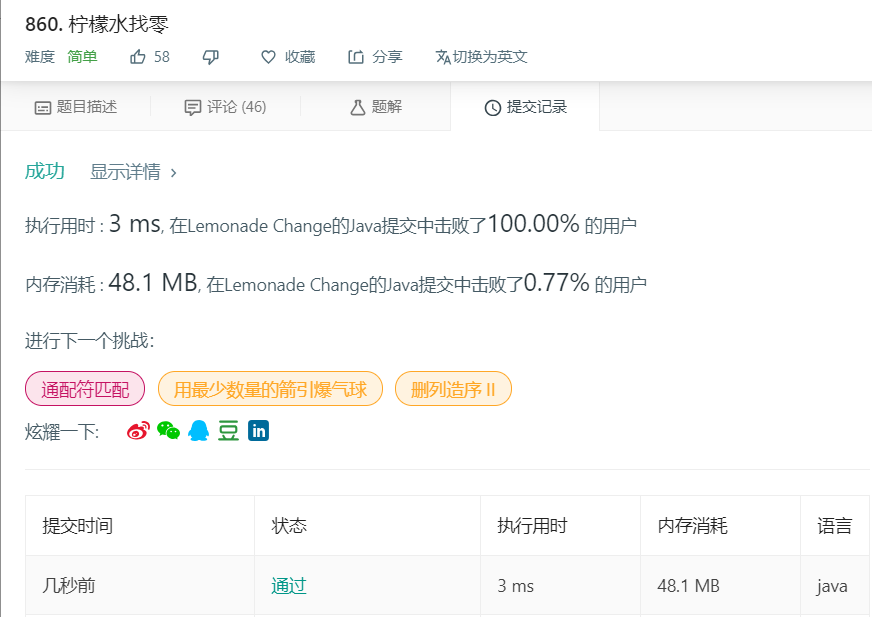 860. 柠檬水找零
难度 简单 58 收藏 分享 切换为英文
题目描述 评论 (46) 题解 提交记录
成功 显示详情 ›
执行用时 : 3 ms, 在Lemonade Change的Java提交中击败了100.00% 的用户
内存消耗 : 48.1 MB, 在Lemonade Change的Java提交中击败了0.77% 的用户
进行下一个挑战：
通配符匹配 用最少数量的箭引爆气球 删列造序 II
炫耀一下: 豆 in
提交时间 状态 执行用时 内存消耗 语言
几秒前 通过 3 ms 48.1 MB java